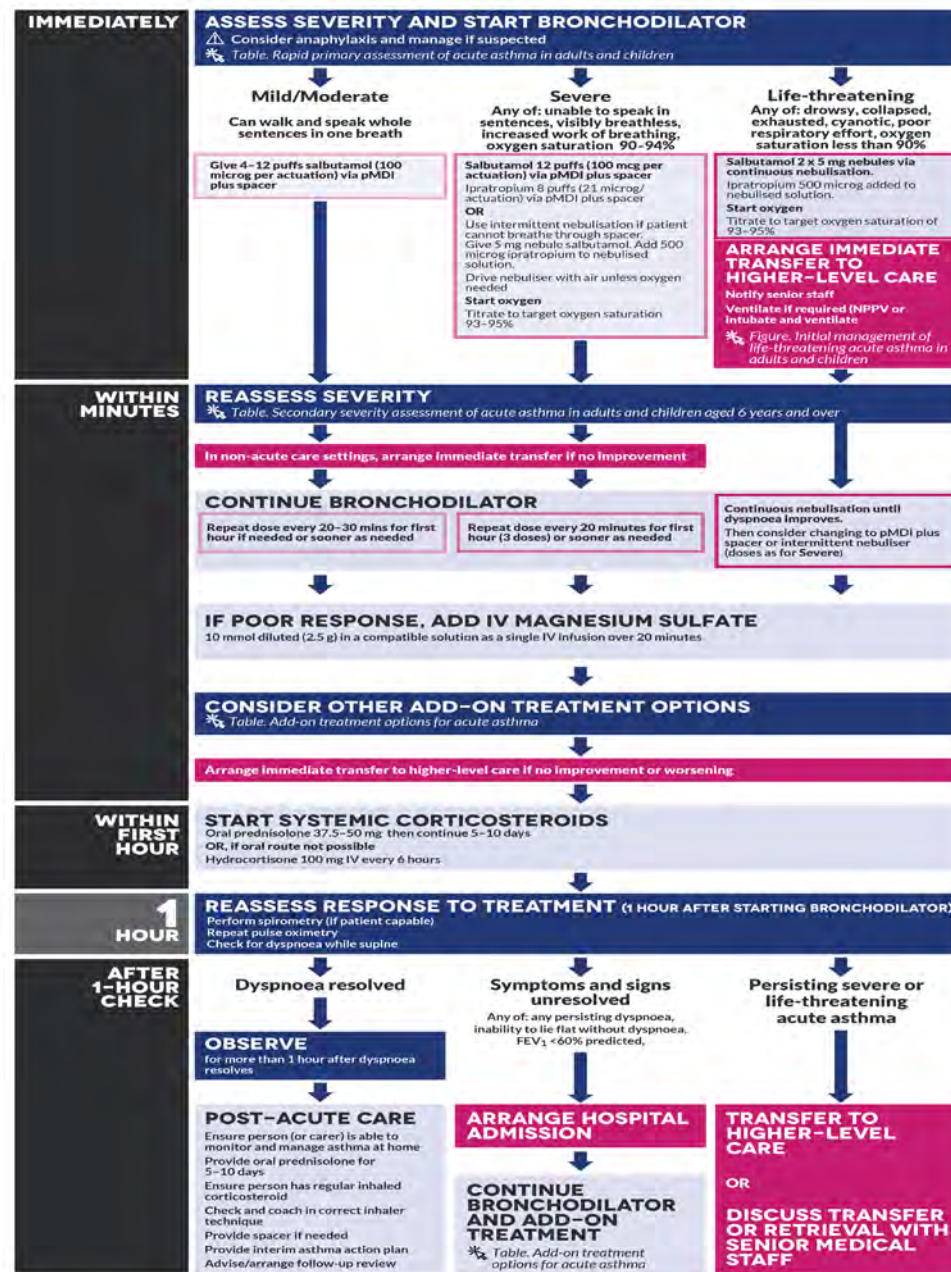 IMMEDIATELY
ASSESS SEVERITY AND START BRONCHODILATOR
⚠ Consider anaphylaxis and manage if suspected
Table. Rapid primary assessment of acute asthma in adults and children
Mild/Moderate
Can walk and speak whole
sentences in one breath
Give 4–12 puffs salbutamol (100
microg per actuation) via pMDI
plus spacer
Severe
Any of: unable to speak in
sentences, visibly breathless,
increased work of breathing,
oxygen saturation 90–94%
Salbutamol 12 puffs (100 mcg per
actuation) via pMDI plus spacer
Ipratropium 8 puffs (21 microg/
actuation) via pMDI plus spacer
OR
Use intermittent nebulisation if patient
cannot breathe through spacer.
Give 5 mg nebule salbutamol. Add 500
microg ipratropium to nebulised
solution.
Drive nebuliser with air unless oxygen
needed
Start oxygen
Titrate to target oxygen saturation
93–95%
Life-threatening
Any of: drowsy, collapsed,
exhausted, cyanotic, poor
respiratory effort, oxygen
saturation less than 90%
Salbutamol 2 x 5 mg nebules via
continuous nebulisation.
Ipratropium 500 microg added to
nebulised solution.
Start oxygen
Titrate to target oxygen saturation of
93–95%
ARRANGE IMMEDIATE
TRANSFER TO
HIGHER-LEVEL CARE
Notify senior staff
Ventilate if required (NPPV or
intubate and ventilate
Figure. Initial management of
life-threatening acute asthma in
adults and children
WITHIN
MINUTES
REASSESS SEVERITY
Table. Secondary severity assessment of acute asthma in adults and children aged 6 years and over
In non-acute care settings, arrange immediate transfer if no improvement
CONTINUE BRONCHODILATOR
Repeat dose every 20–30 mins for first
hour if needed or sooner as needed
Repeat dose every 20 minutes for first
hour (3 doses) or sooner as needed
Continuous nebulisation until
dyspnoea improves.
Then consider changing to pMDI plus
spacer or intermittent nebuliser
(doses as for Severe)
IF POOR RESPONSE, ADD IV MAGNESIUM SULFATE
10 mmol diluted (2.5 g) in a compatible solution as a single IV infusion over 20 minutes
CONSIDER OTHER ADD-ON TREATMENT OPTIONS
Table. Add-on treatment options for acute asthma
Arrange immediate transfer to higher-level care if no improvement or worsening
WITHIN
FIRST
HOUR
START SYSTEMIC CORTICOSTEROIDS
Oral prednisolone 37.5–50 mg then continue 5–10 days
OR, if oral route not possible
Hydrocortisone 100 mg IV every 6 hours
1
HOUR
REASSESS RESPONSE TO TREATMENT (1 HOUR AFTER STARTING BRONCHODILATOR)
Perform spirometry (if patient capable)
Repeat pulse oximetry
Check for dyspnoea while supine
AFTER
1-HOUR
CHECK
Dyspnoea resolved
OBSERVE
for more than 1 hour after dyspnoea
resolves
POST-ACUTE CARE
Ensure person (or carer) is able to
monitor and manage asthma at home
Provide oral prednisolone for
5–10 days
Ensure person has regular inhaled
corticosteroid
Check and coach in correct inhaler
technique
Provide spacer if needed
Provide interim asthma action plan
Advise/arrange follow-up review
Symptoms and signs
unresolved
Any of: any persisting dyspnoea,
inability to lie flat without dyspnoea,
FEV₁ <60% predicted,
ARRANGE HOSPITAL
ADMISSION
CONTINUE
BRONCHODILATOR
AND ADD-ON
TREATMENT
Table. Add-on treatment
options for acute asthma
Persisting severe or
life-threatening
acute asthma
TRANSFER TO
HIGHER-LEVEL
CARE
OR
DISCUSS TRANSFER
OR RETRIEVAL WITH
SENIOR MEDICAL
STAFF